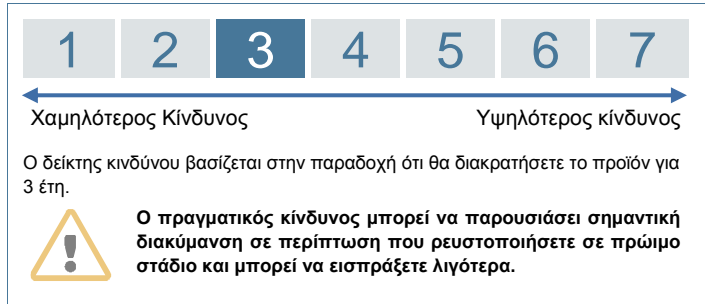 1 2 3 4 5 6 7
Χαμηλότερος Κίνδυνος Υψηλότερος κίνδυνος
Ο δείκτης κινδύνου βασίζεται στην παραδοχή ότι θα διακρατήσετε το προϊόν για
3 έτη.
Ο πραγματικός κίνδυνος μπορεί να παρουσιάσει σημαντική
διακύμανση σε περίπτωση που ρευστοποιήσετε σε πρώιμο
στάδιο και μπορεί να εισπράξετε λιγότερα.